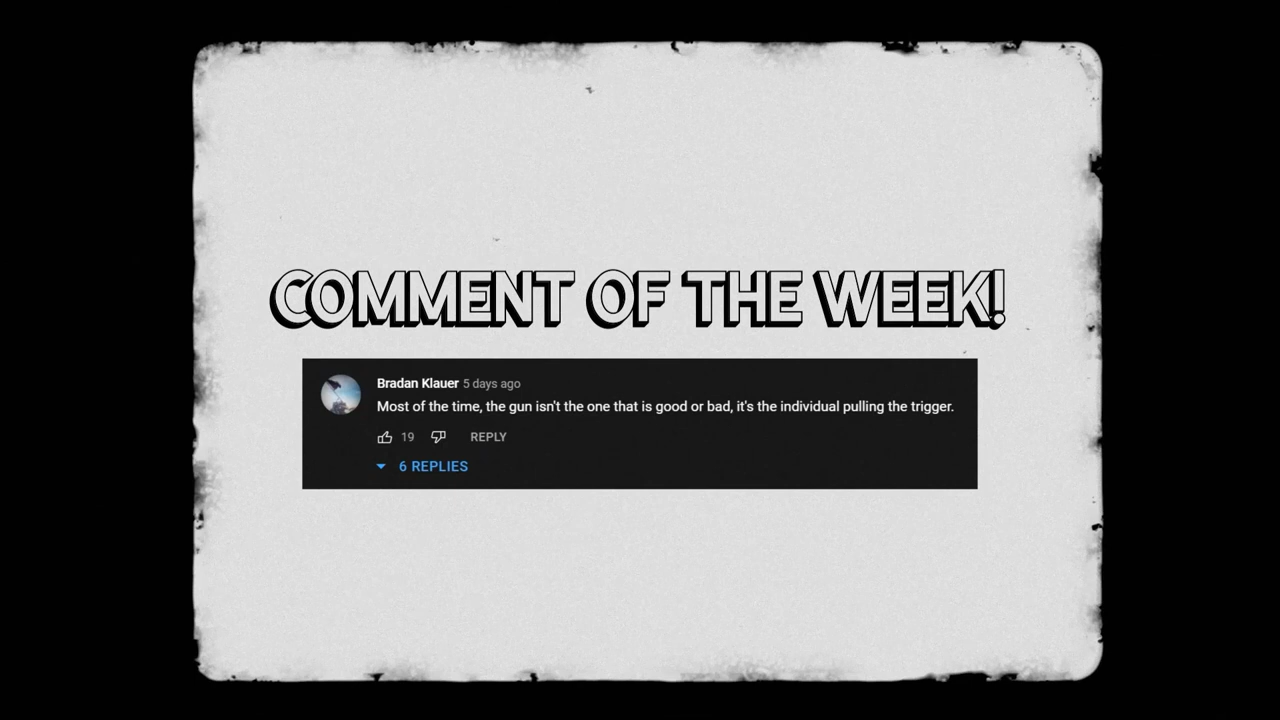 COMMENT OF THE WEEK!
Bradan Klauer 5 days ago
Most of the time, the gun isn't the one that is good or bad, it's the individual pulling the trigger.
19 REPLY
6 REPLIES